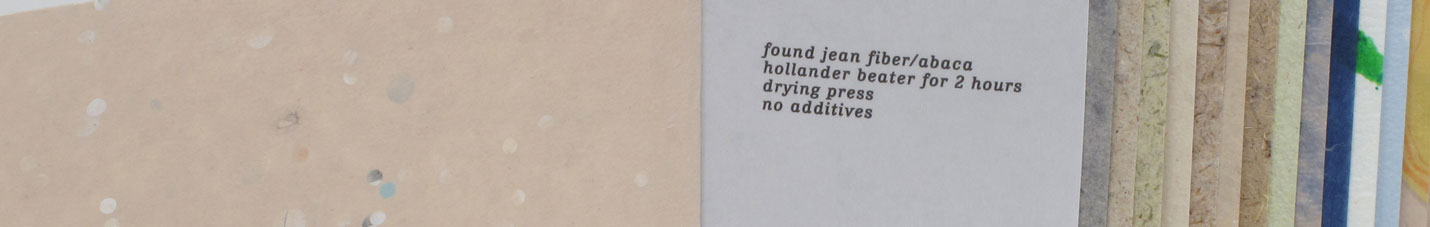 found jean fiber/abaca
hollander beater for 2 hours
drying press
no additives